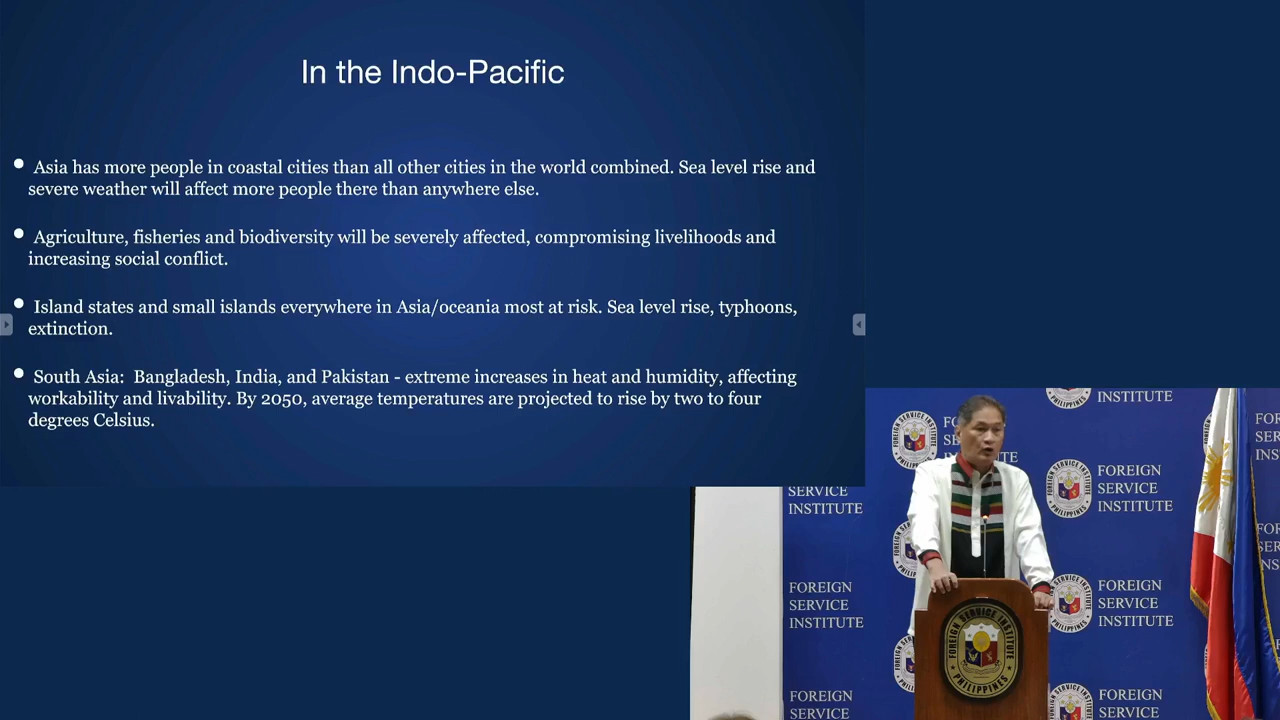 In the Indo-Pacific
• Asia has more people in coastal cities than all other cities in the world combined. Sea level rise and
severe weather will affect more people there than anywhere else.
• Agriculture, fisheries and biodiversity will be severely affected, compromising livelihoods and
increasing social conflict.
• Island states and small islands everywhere in Asia/oceania most at risk. Sea level rise, typhoons,
extinction.
• South Asia:  Bangladesh, India, and Pakistan - extreme increases in heat and humidity, affecting
workability and livability. By 2050, average temperatures are projected to rise by two to four
degrees Celsius.
INSTITUTE
FOREIGN
SERVICE
INSTITUTE
SERVICE
INSTITUTE
FOREIGN
SERVICE
INSTITUTE
FOREIGN
SERVICE
INSTITUTE
FOREIGN
SERVICE
FOREIGN
SERVICE
FOREIGN SERVICE INSTITUTE
PHILIPPINES